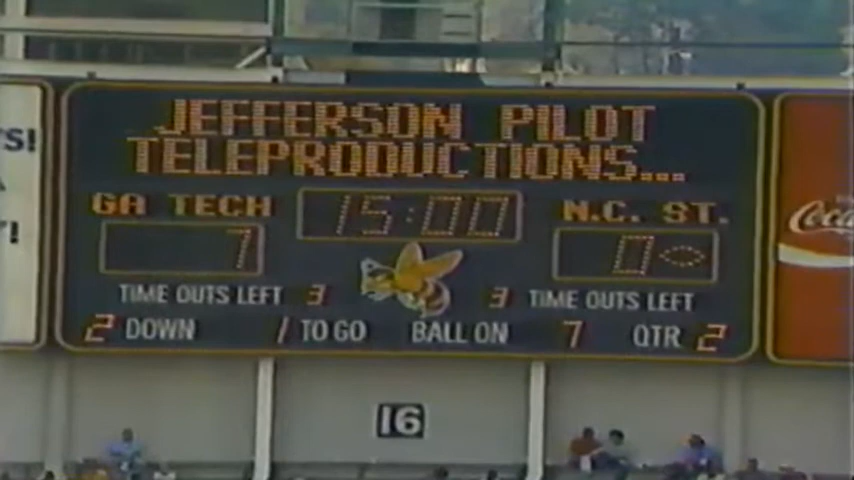 S!
!
JEFFERSON PILOT
TELEPRODUCTIONS...
GA TECH 15:00 N.C. ST.
7 0
TIME OUTS LEFT 3 3 TIME OUTS LEFT
2 DOWN 1 TO GO BALL ON 7 QTR 2
Coca
16